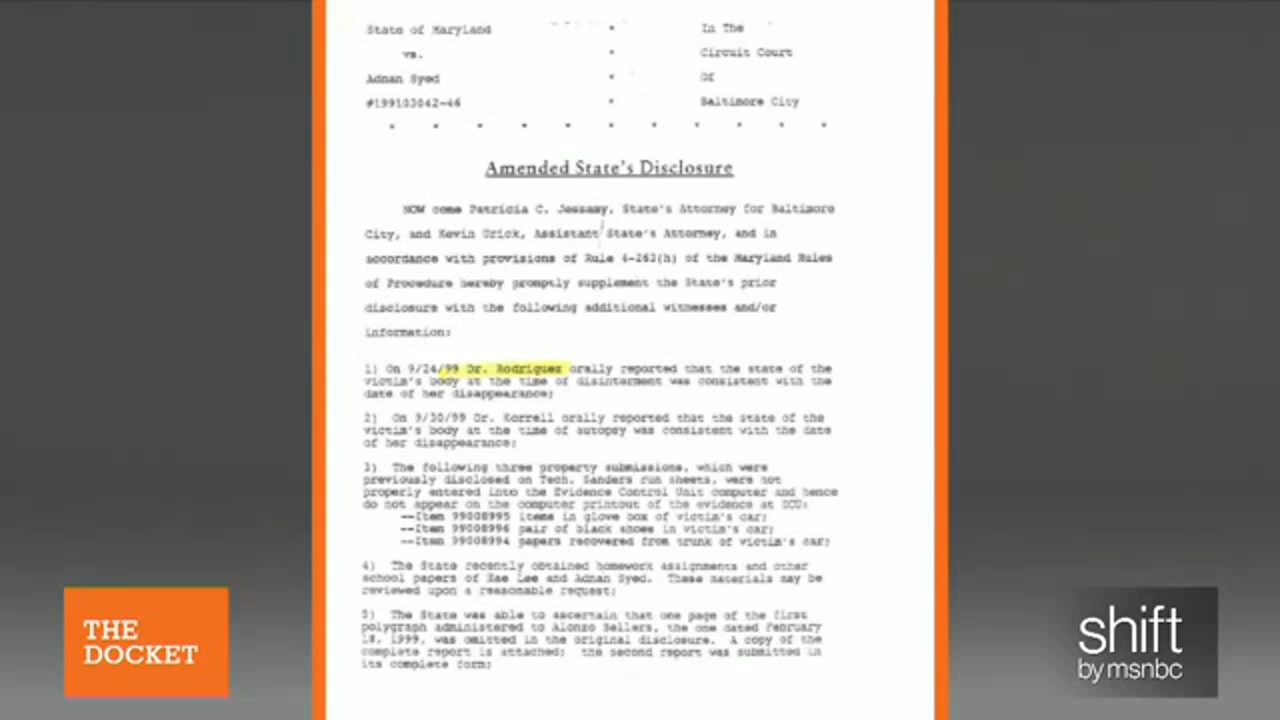 State of Maryland * In The
vs. * Circuit Court
Adnan Syed * Of
#199103042-46 * Baltimore City
* * * * * * * * * * *
Amended State's Disclosure
NOW come Patricia C. Jessamy, State's Attorney for Baltimore
City, and Kevin Urick, Assistant State's Attorney, and in
accordance with provisions of Rule 4-263(h) of the Maryland Rules
of Procedure hereby promptly supplement the State's prior
disclosure with the following additional witnesses and/or
information:
1) On 9/24/99 Dr. Rodriguez orally reported that the state of the
victim's body at the time of disinterment was consistent with the
date of her disappearance;
2) On 9/30/99 Dr. Korrell orally reported that the state of the
victim's body at the time of autopsy was consistent with the date
of her disappearance;
3) The following three property submissions, which were
previously disclosed on Tech. Sanders run sheets, were not
properly entered into the Evidence Control Unit computer and hence
do not appear on the computer printout of the evidence at ECU:
--Item 99008995 items in glove box of victim's car;
--Item 99008996 pair of black shoes in victim's car;
--Item 99008994 papers recovered from trunk of victim's car;
4) The State recently obtained homework assignments and other
school papers of Hae Lee and Adnan Syed. These materials may be
reviewed upon a reasonable request;
5) The State was able to ascertain that one page of the first
polygraph administered to Alonzo Sellers, the one dated February
18, 1999, was omitted in the original disclosure. A copy of the
complete report is attached; the second report was submitted in
its complete form;
THE
DOCKET
shift
by msnbc